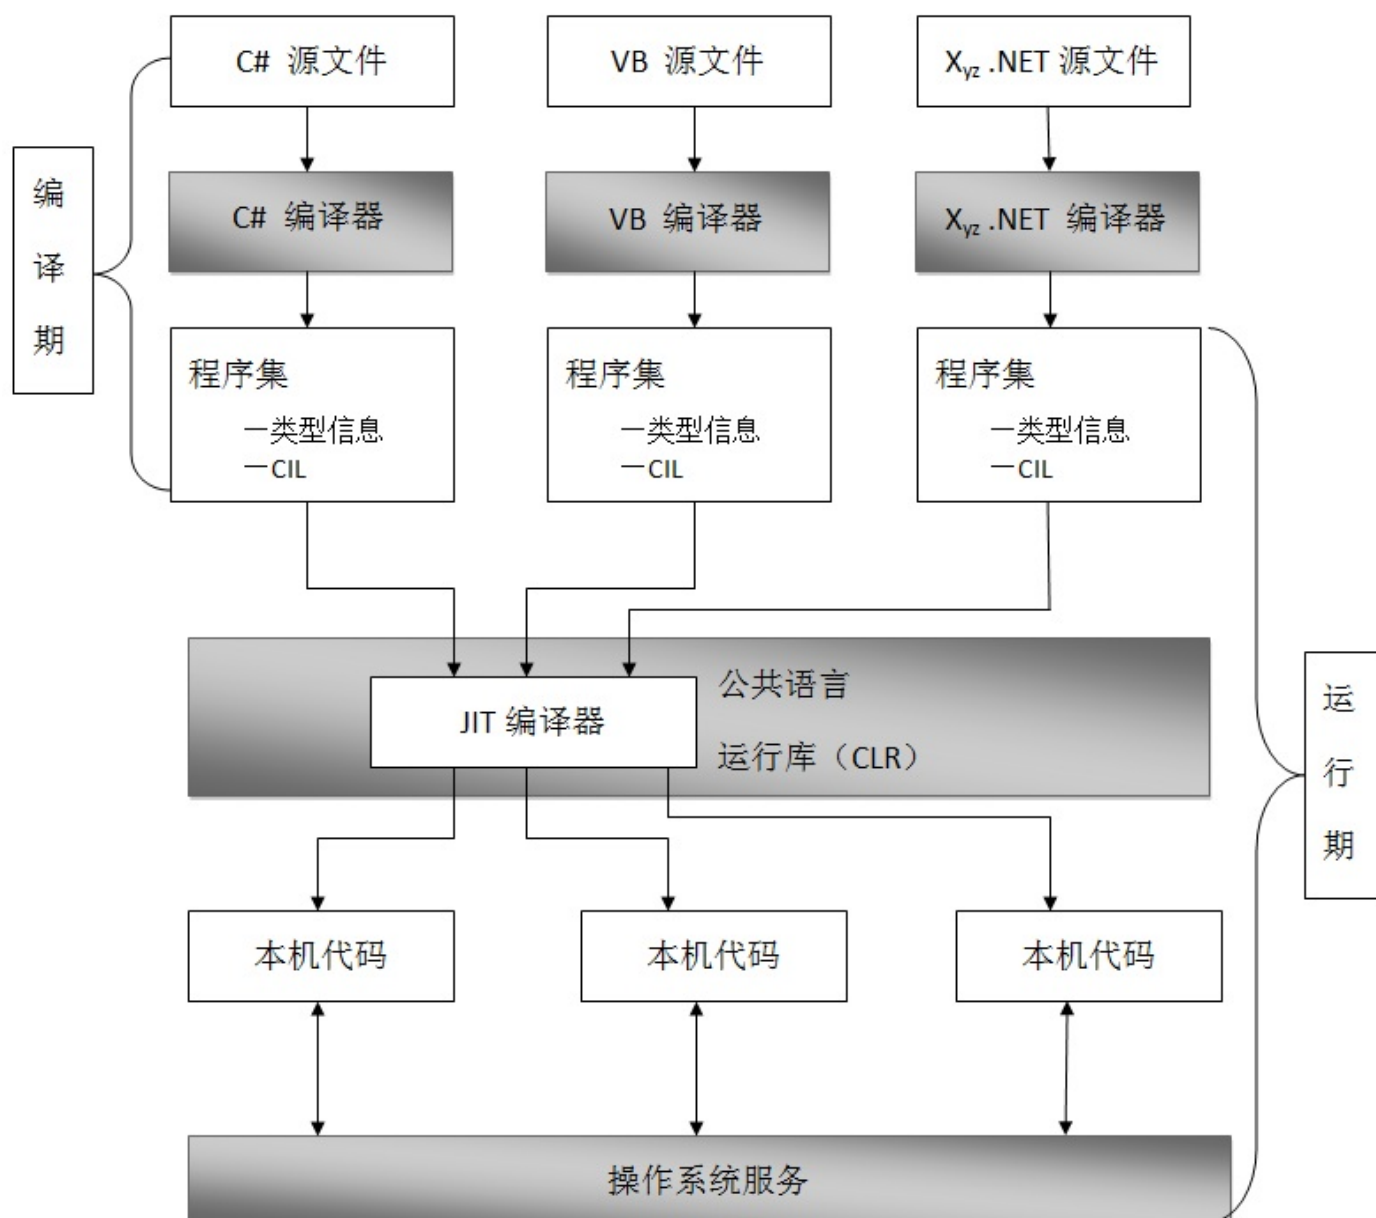 C# 源文件
VB 源文件
Xyz .NET 源文件
编译期
C# 编译器
VB 编译器
Xyz .NET 编译器
程序集
一类型信息
一CIL
程序集
一类型信息
一CIL
程序集
一类型信息
一CIL
JIT 编译器
公共语言
运行库（CLR）
运行期
本机代码
本机代码
本机代码
操作系统服务